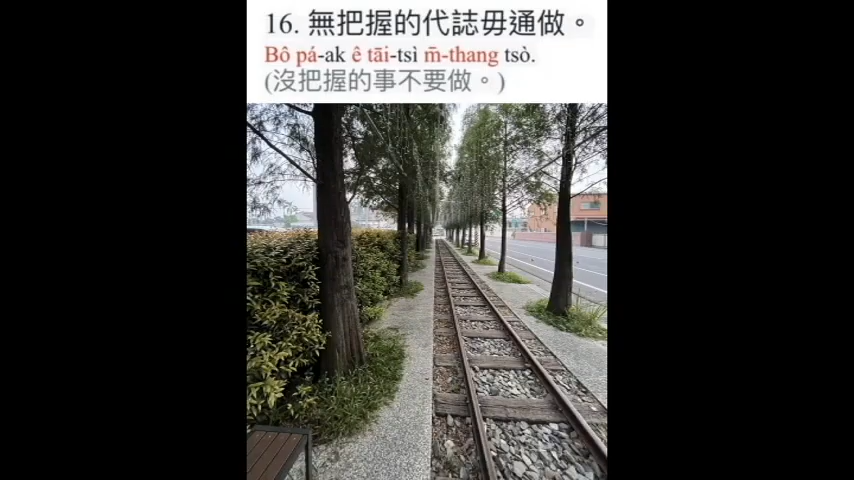 16. 無把握的代誌毋通做。
Bô pá-ak ê tāi-tsì m̄-thang tsò.
(沒把握的事不要做。)